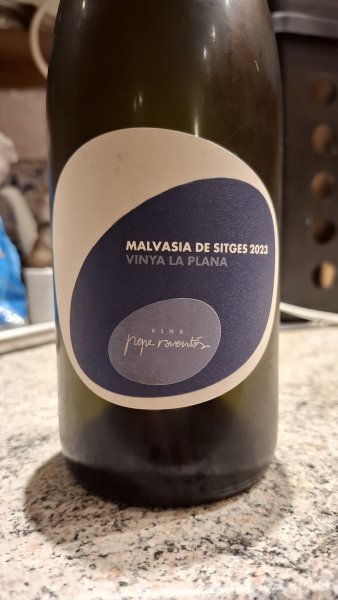 MALVASIA DE SITGES 2023
VINYA LA PLANA
VINS
pepe raventós